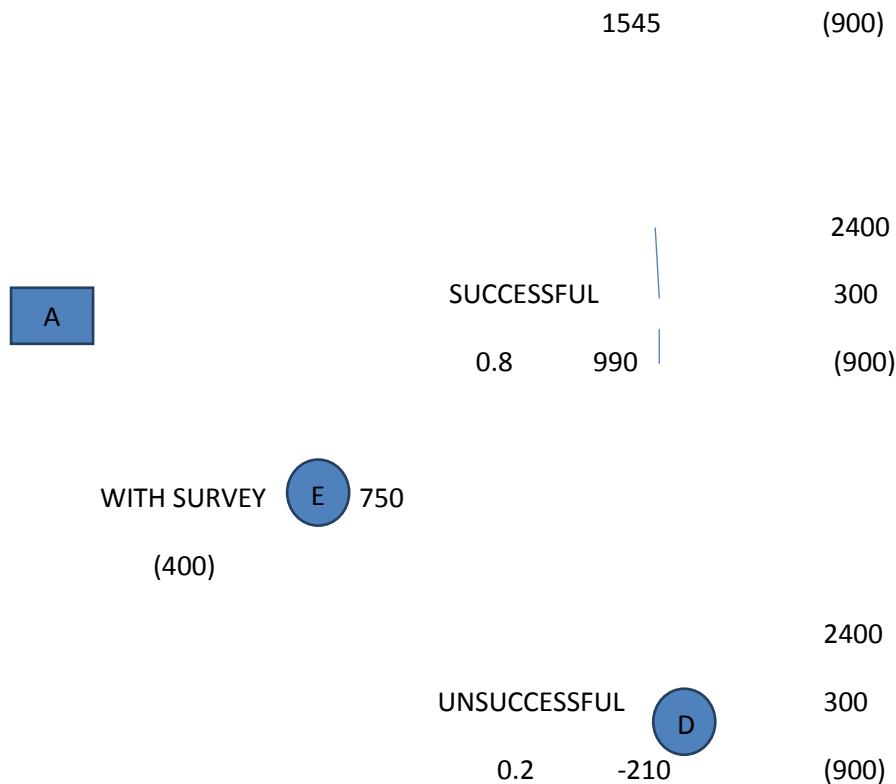 1545 (900)
2400
SUCCESSFUL 300
A
0.8 990 (900)
WITH SURVEY E 750
(400)
2400
UNSUCCESSFUL D 300
0.2 -210 (900)